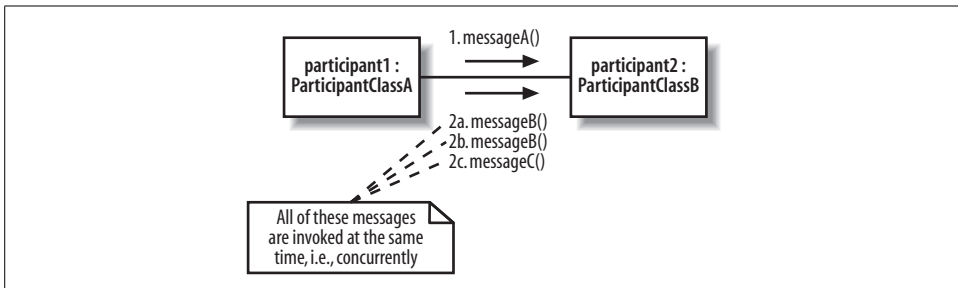 1. messageA()
participant1 :
ParticipantClassA
participant2 :
ParticipantClassB
2a. messageB()
2b. messageB()
2c. messageC()
All of these messages
are invoked at the same
time, i.e., concurrently